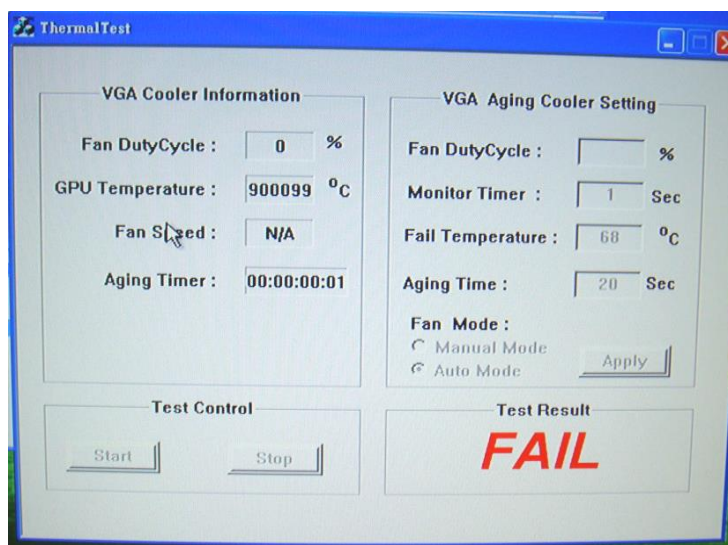 ThermalTest
VGA Cooler Information
Fan DutyCycle : 0 %
GPU Temperature : 900099 °C
Fan Speed : N/A
Aging Timer : 00:00:00:01
VGA Aging Cooler Setting
Fan DutyCycle : %
Monitor Timer : 1 Sec
Fail Temperature : 68 °C
Aging Time : 20 Sec
Fan Mode :
Manual Mode
Auto Mode
Apply
Test Control
Start Stop
Test Result
FAIL